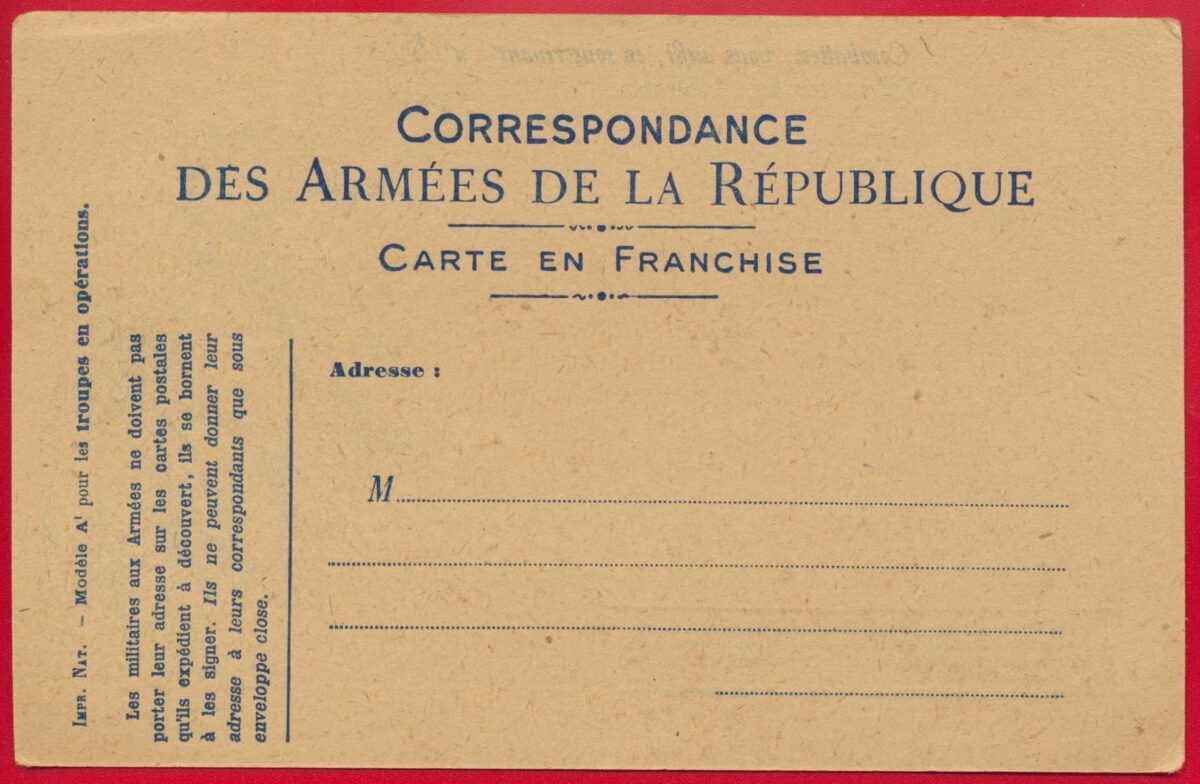 CORRESPONDANCE
DES ARMÉES DE LA RÉPUBLIQUE
CARTE EN FRANCHISE
IMPR. NAT. – Modèle A¹ pour les troupes en opérations.
Les militaires aux Armées ne doivent pas
porter leur adresse sur les cartes postales
qu'ils expédient à découvert, ils se bornent
à les signer. Ils ne peuvent donner leur
adresse à leurs correspondants que sous
enveloppe close.
Adresse :
M